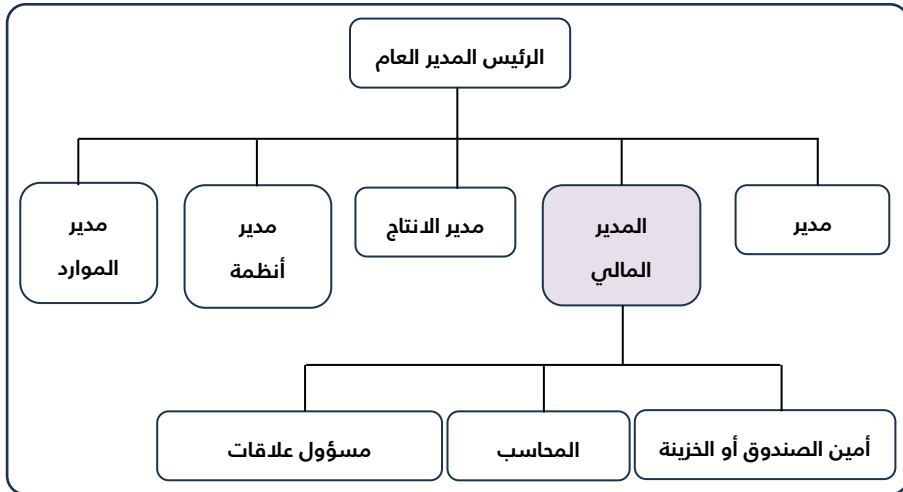 الرئيس المدير العام
مدير
المدير
المالي
مدير الانتاج
مدير
أنظمة
مدير
الموارد
أمين الصندوق أو الخزينة
المحاسب
مسؤول علاقات